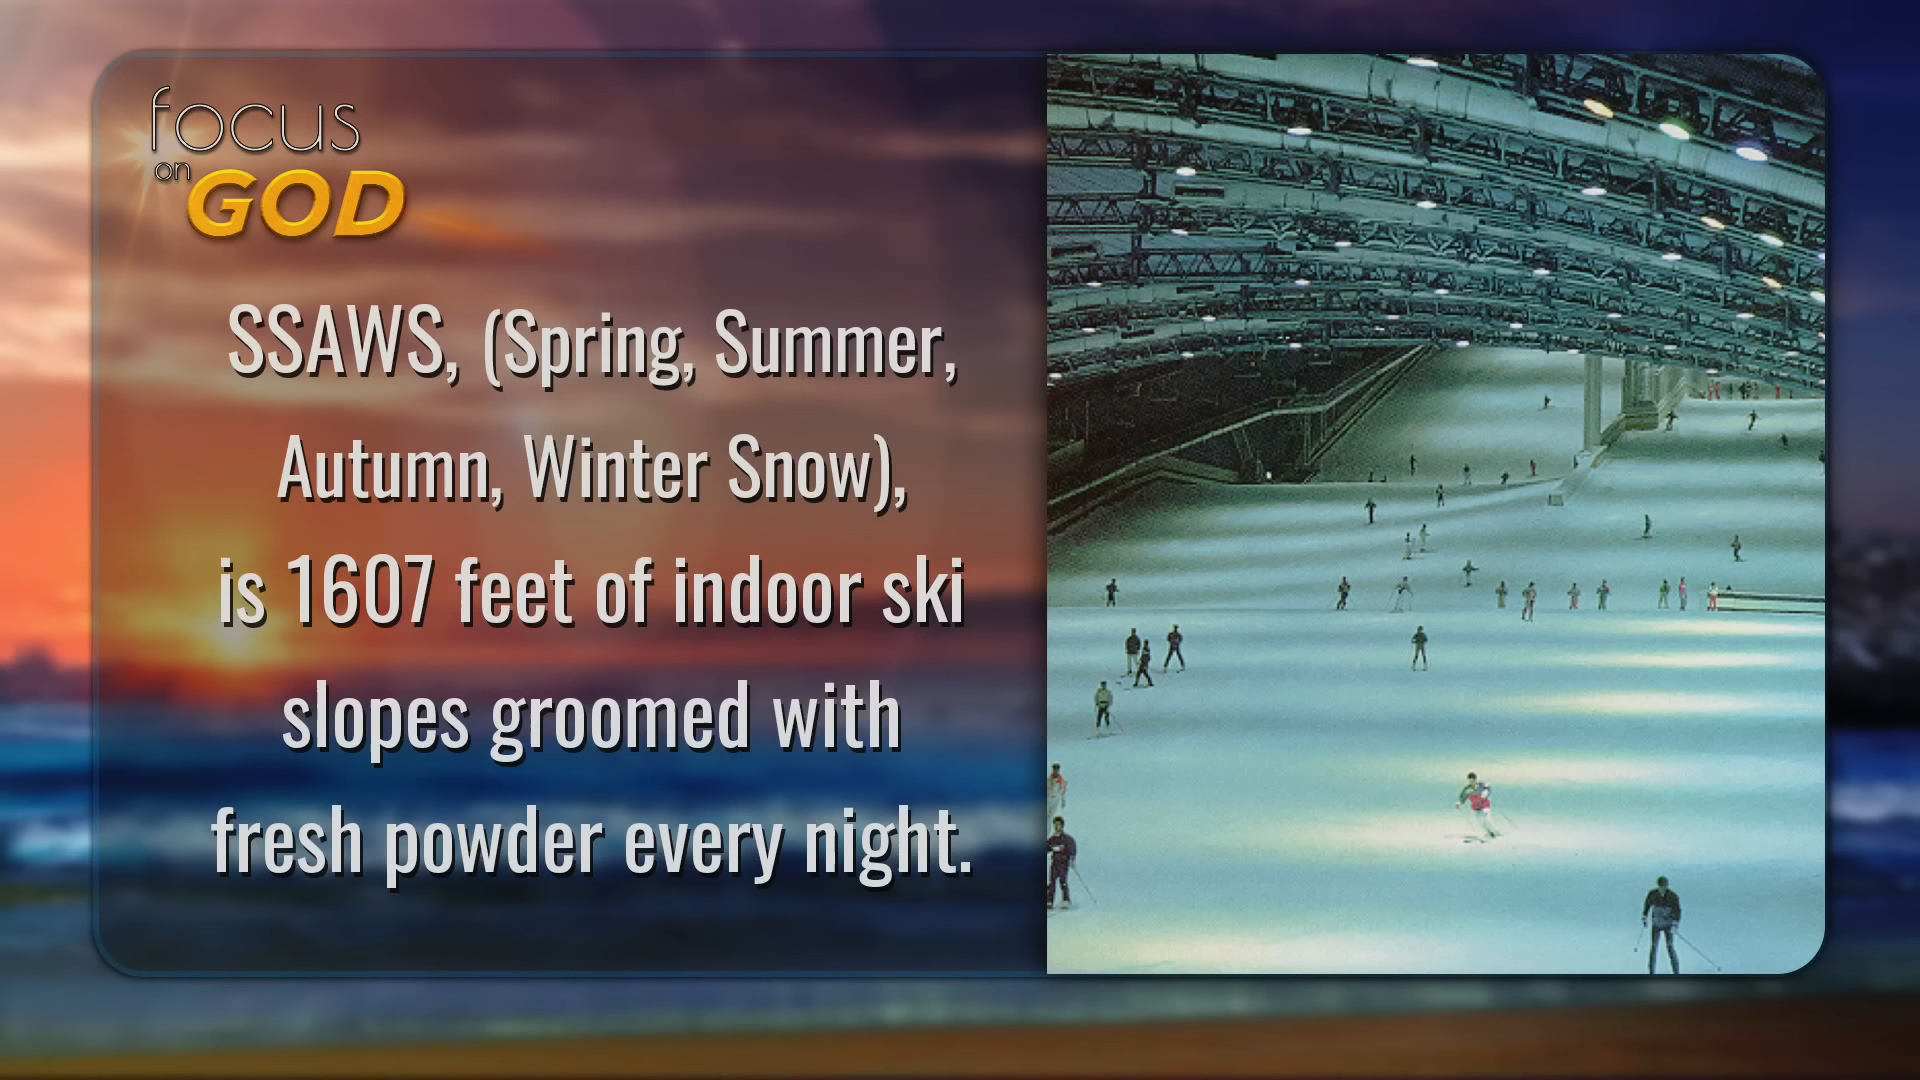 focus
on
GOD
SSAWS, (Spring, Summer,
Autumn, Winter Snow),
is 1607 feet of indoor ski
slopes groomed with
fresh powder every night.